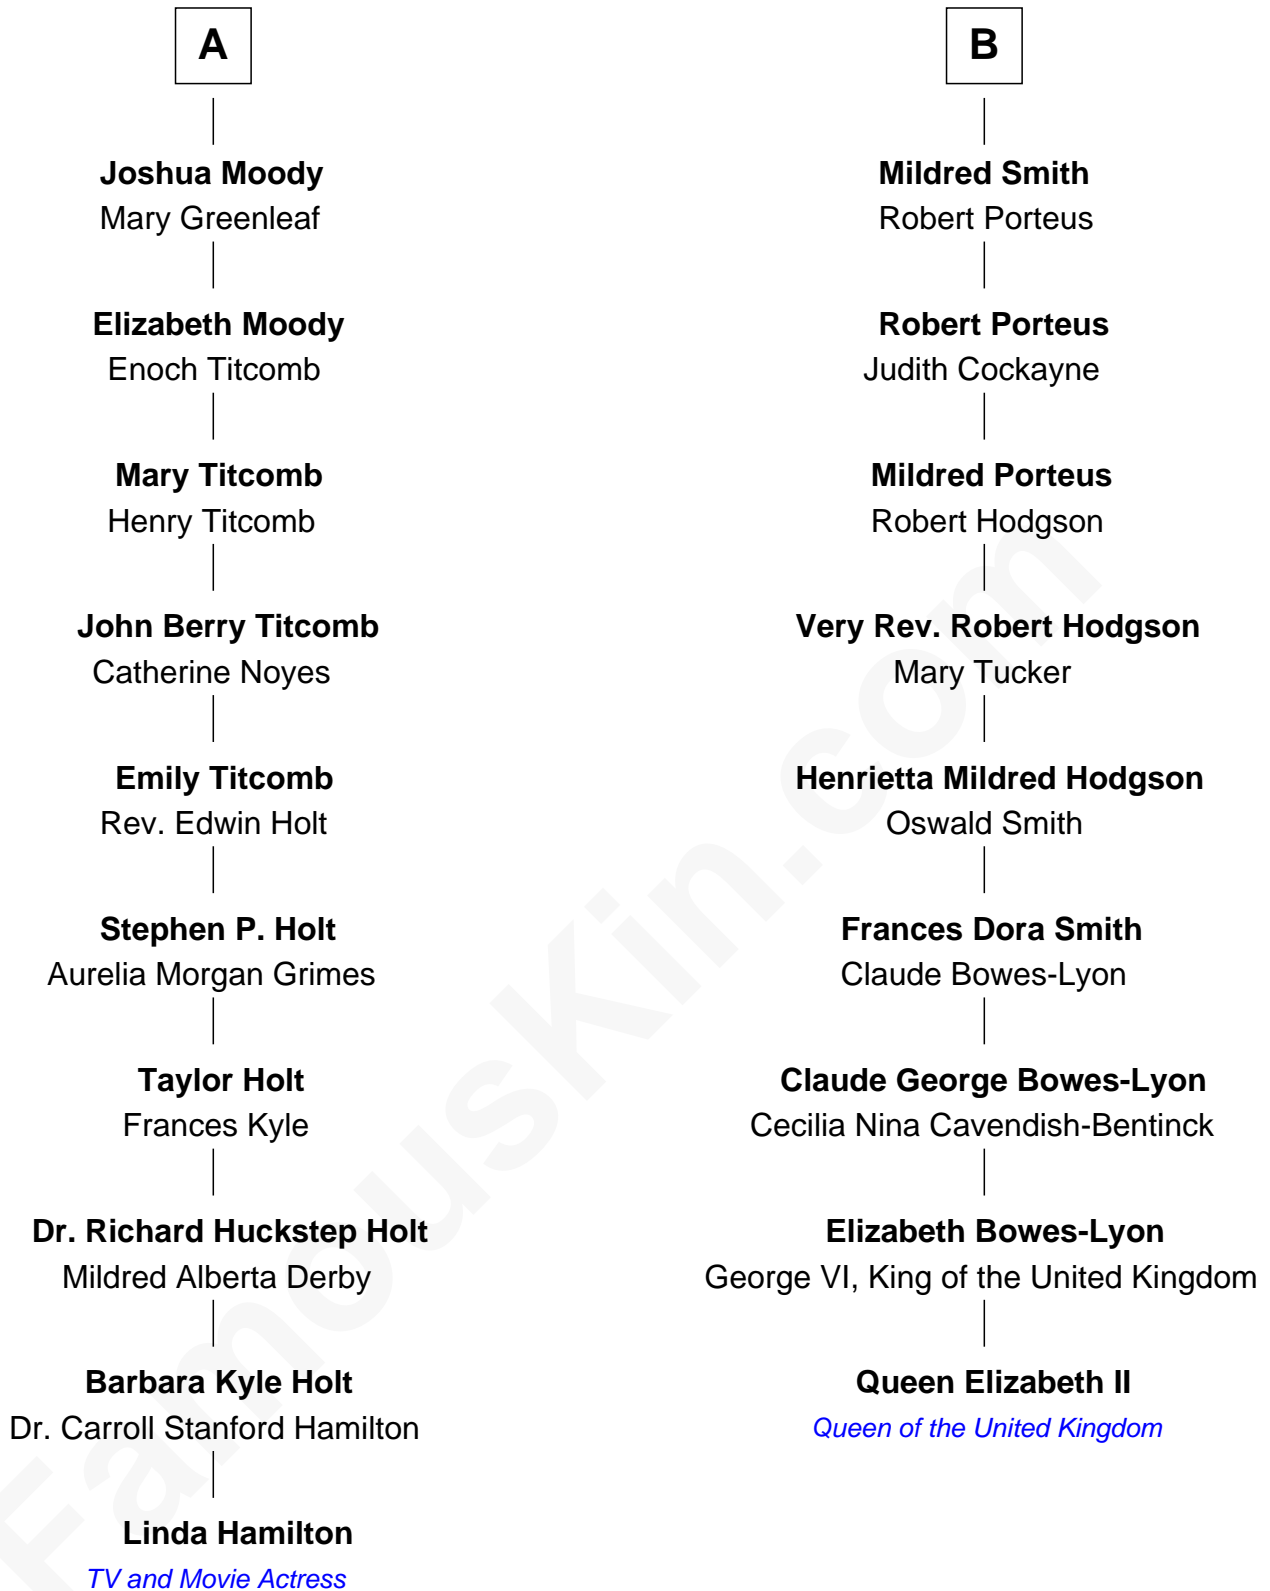 A
Joshua Moody
Mary Greenleaf
Elizabeth Moody
Enoch Titcomb
Mary Titcomb
Henry Titcomb
John Berry Titcomb
Catherine Noyes
Emily Titcomb
Rev. Edwin Holt
Stephen P. Holt
Aurelia Morgan Grimes
Taylor Holt
Frances Kyle
Dr. Richard Huckstep Holt
Mildred Alberta Derby
Barbara Kyle Holt
Dr. Carroll Stanford Hamilton
Linda Hamilton
TV and Movie Actress
B
Mildred Smith
Robert Porteus
Robert Porteus
Judith Cockayne
Mildred Porteus
Robert Hodgson
Very Rev. Robert Hodgson
Mary Tucker
Henrietta Mildred Hodgson
Oswald Smith
Frances Dora Smith
Claude Bowes-Lyon
Claude George Bowes-Lyon
Cecilia Nina Cavendish-Bentinck
Elizabeth Bowes-Lyon
George VI, King of the United Kingdom
Queen Elizabeth II
Queen of the United Kingdom
FamousKin.com